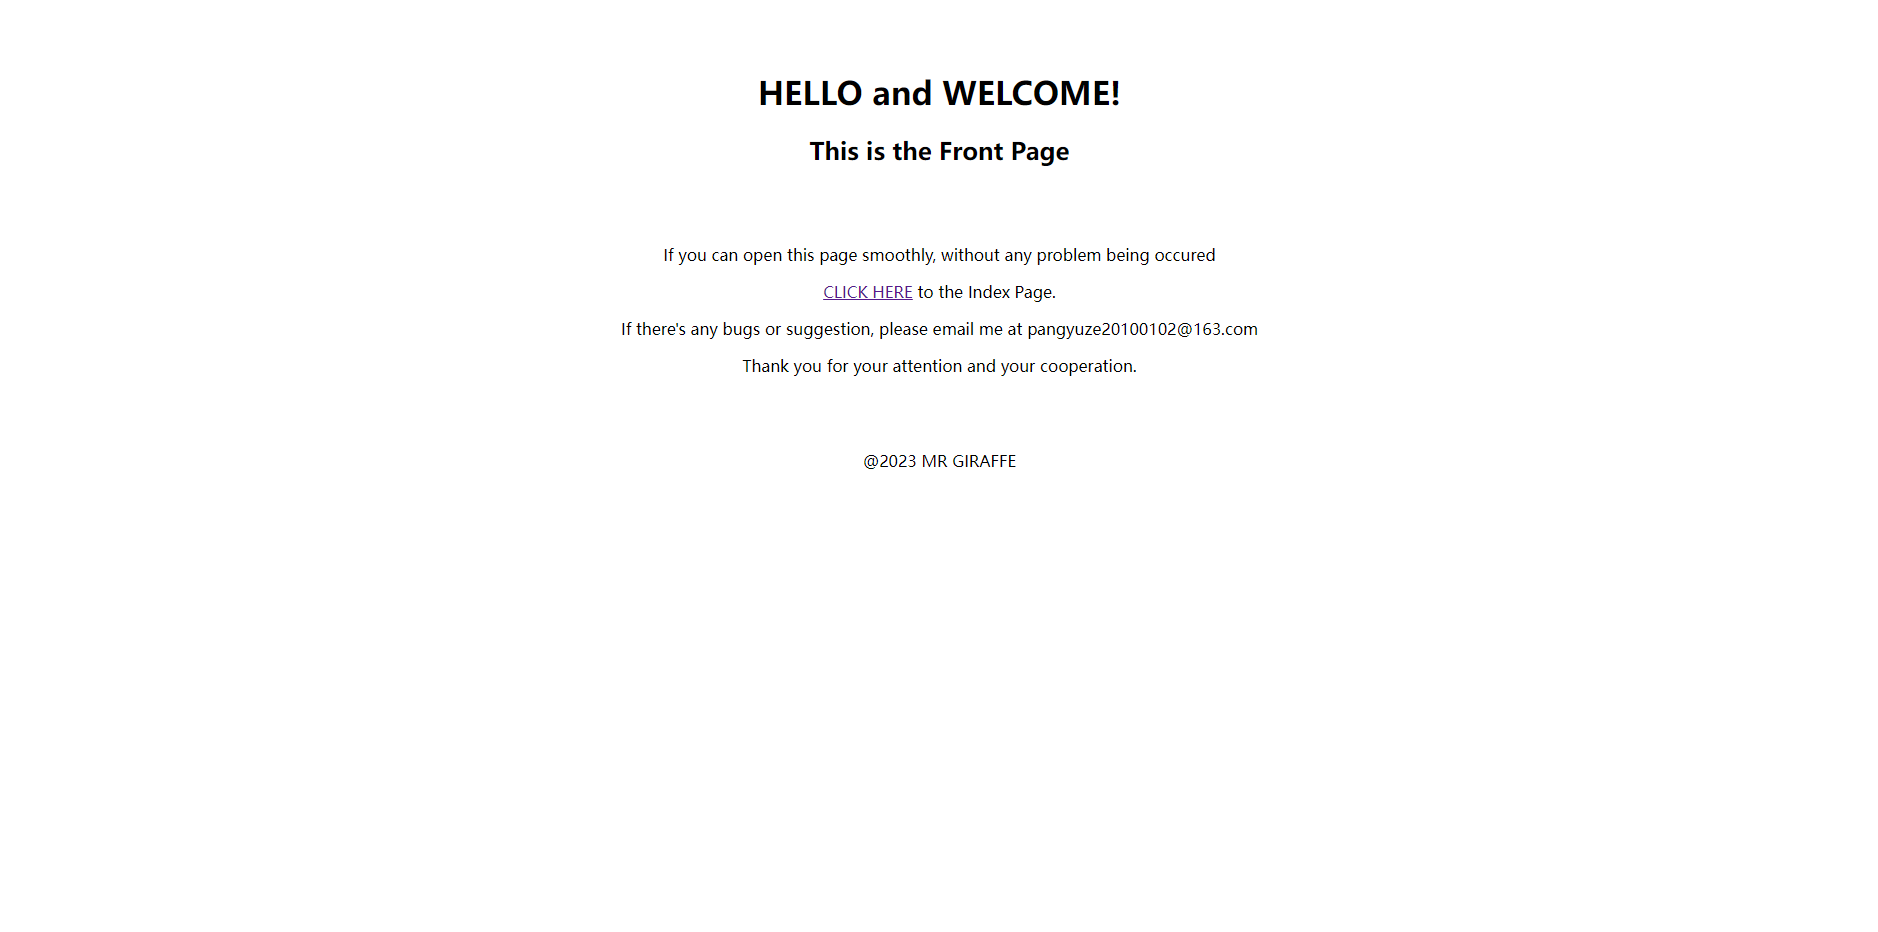 HELLO and WELCOME!
This is the Front Page
If you can open this page smoothly, without any problem being occured
CLICK HERE to the Index Page.
If there's any bugs or suggestion, please email me at pangyuze20100102@163.com
Thank you for your attention and your cooperation.
@2023 MR GIRAFFE